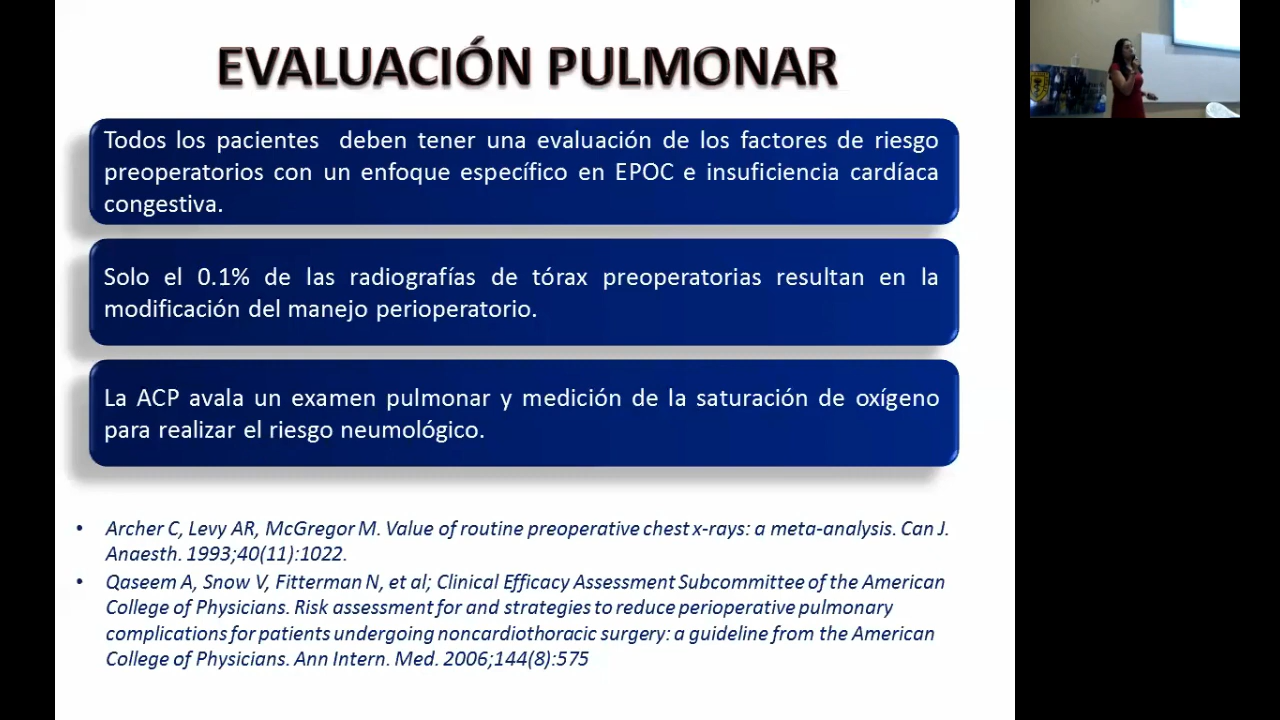 EVALUACIÓN PULMONAR
Todos los pacientes deben tener una evaluación de los factores de riesgo
preoperatorios con un enfoque específico en EPOC e insuficiencia cardíaca
congestiva.
Solo el 0.1% de las radiografías de tórax preoperatorias resultan en la
modificación del manejo perioperatorio.
La ACP avala un examen pulmonar y medición de la saturación de oxígeno
para realizar el riesgo neumológico.
• Archer C, Levy AR, McGregor M. Value of routine preoperative chest x-rays: a meta-analysis. Can J.
Anaesth. 1993;40(11):1022.
• Qaseem A, Snow V, Fitterman N, et al; Clinical Efficacy Assessment Subcommittee of the American
College of Physicians. Risk assessment for and strategies to reduce perioperative pulmonary
complications for patients undergoing noncardiothoracic surgery: a guideline from the American
College of Physicians. Ann Intern. Med. 2006;144(8):575